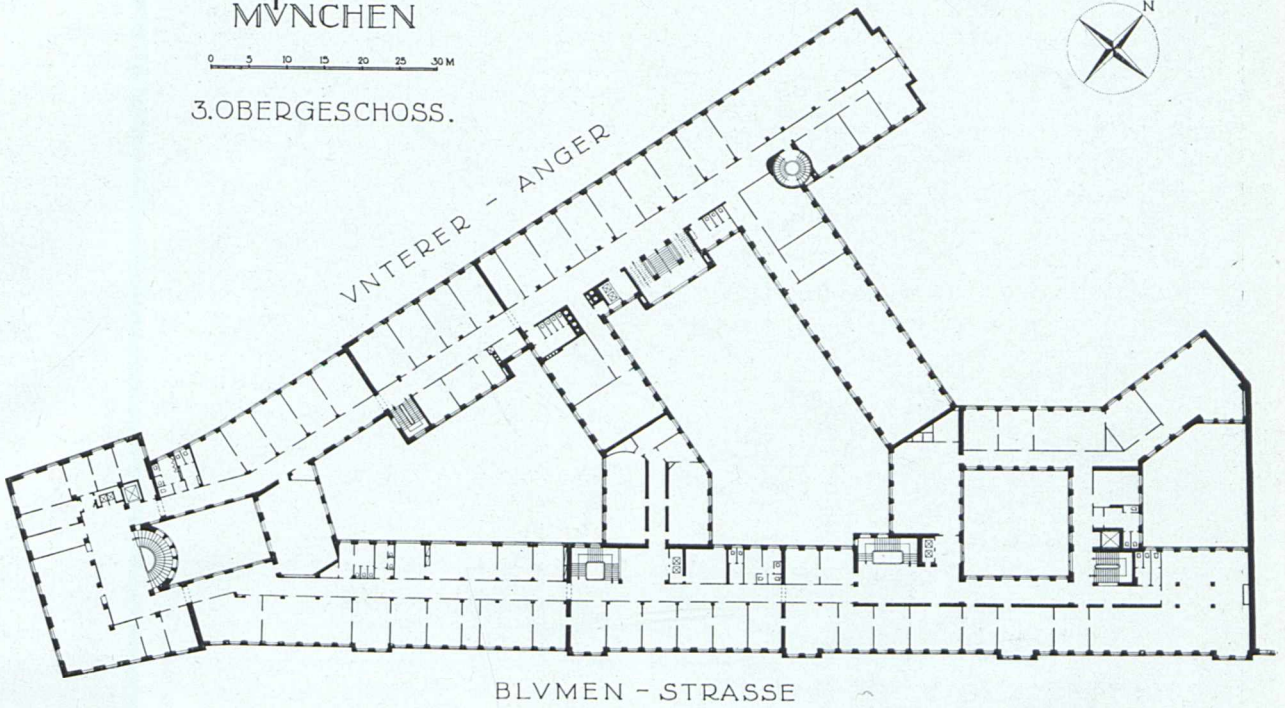 MVNCHEN
0 5 10 15 20 25 30 M
3.OBERGESCHOSS.
N
VNTERER - ANGER
BLVMEN - STRASSE